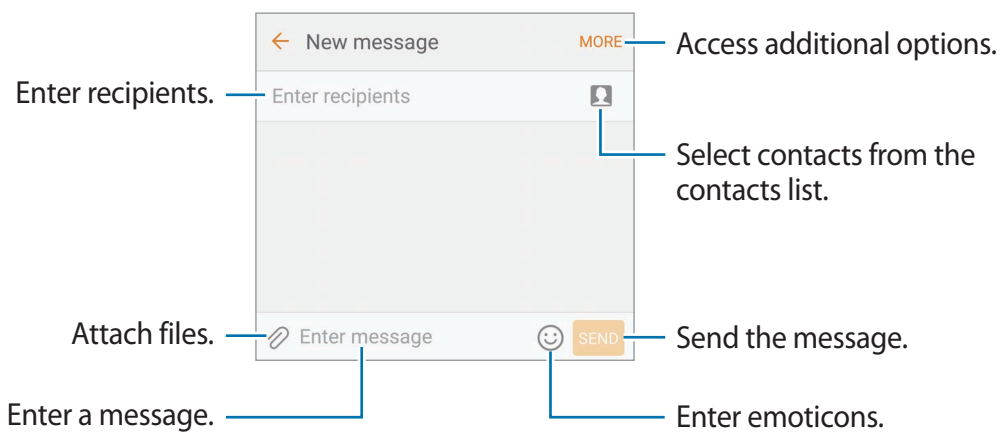 New message
MORE
Access additional options.
Enter recipients.
Enter recipients
Select contacts from the
contacts list.
Attach files.
Enter message
SEND
Send the message.
Enter a message.
Enter emoticons.